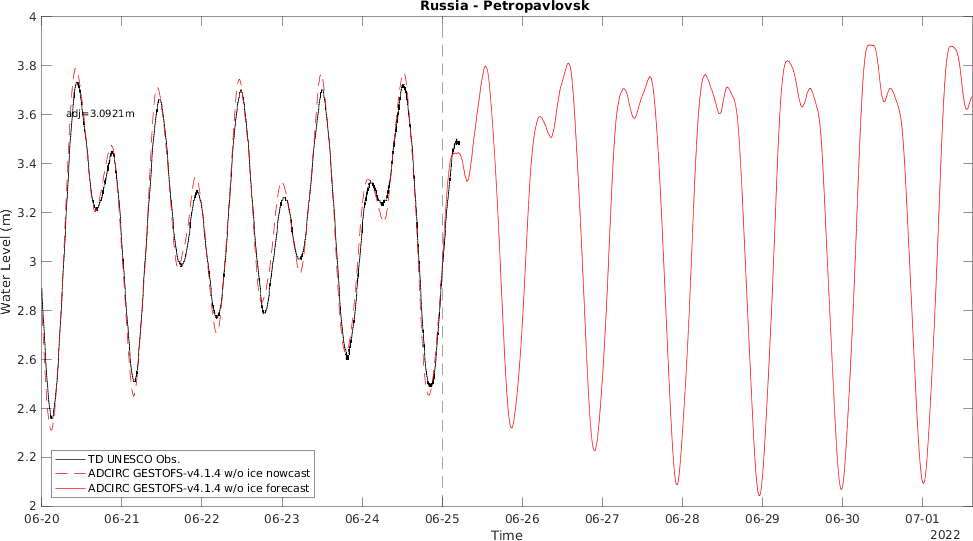 Russia - Petropavlovsk
4
3.8
3.6
3.4
3.2
3
2.8
2.6
2.4
2.2
2
Water Level (m)
adj=3.0921m
TD UNESCO Obs.
ADCIRC GESTOFS-v4.1.4 w/o ice nowcast
ADCIRC GESTOFS-v4.1.4 w/o ice forecast
06-20 06-21 06-22 06-23 06-24 06-25 06-26 06-27 06-28 06-29 06-30 07-01
2022
Time